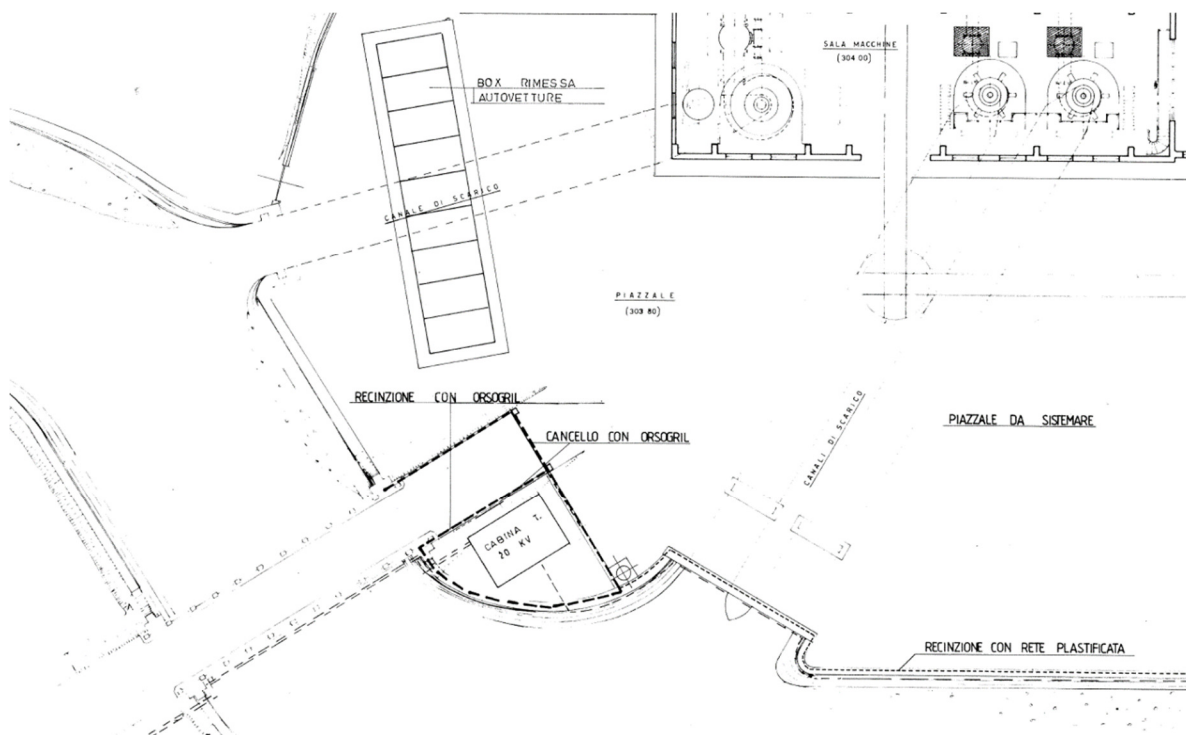 SALA MACCHINE
(304 00)
BOX RIMESSA
AUTOVETTURE
CANALE DI SCARICO
PIAZZALE
(303 80)
RECINZIONE CON ORSOGRIL
CANCELLO CON ORSOGRIL
CANALI DI SCARICO
PIAZZALE DA SISTEMARE
CABINA T.
20 KV
RECINZIONE CON RETE PLASTIFICATA